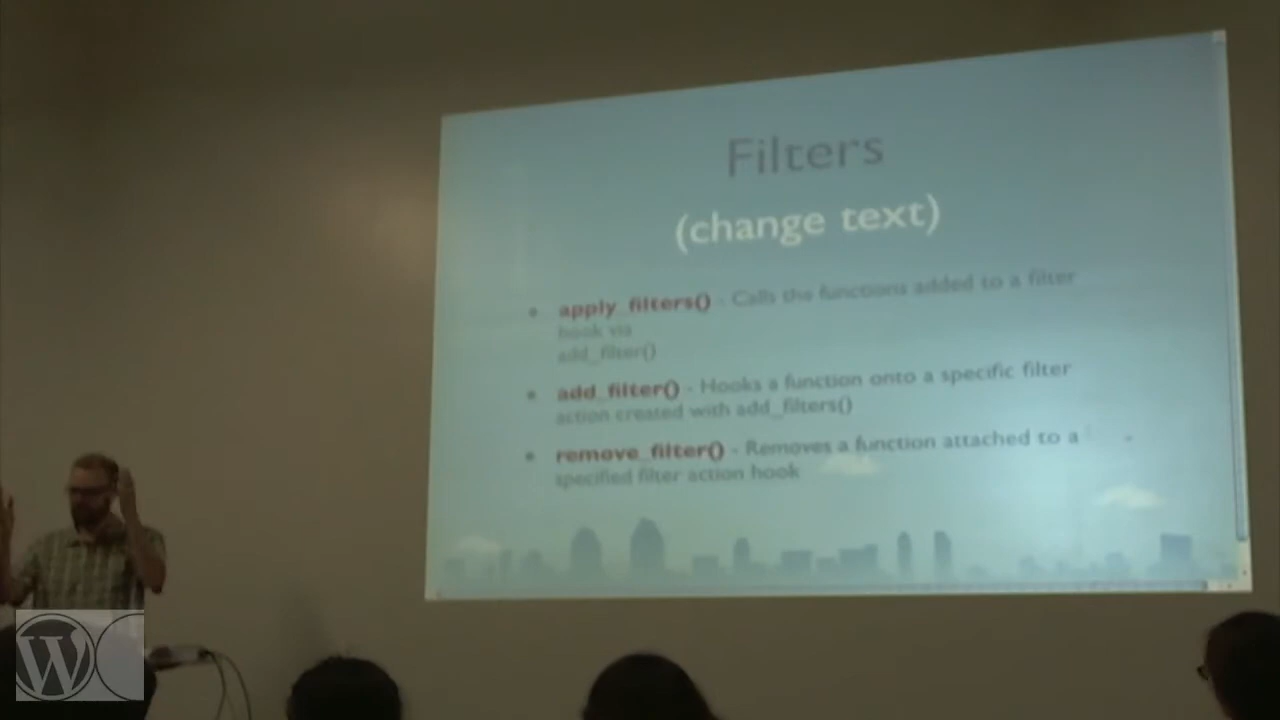 Filters
(change text)
• apply_filters() - Calls the functions added to a filter
hook via
add_filter()
• add_filter() - Hooks a function onto a specific filter
action created with add_filters()
• remove_filter() - Removes a function attached to a
specified filter action hook
W